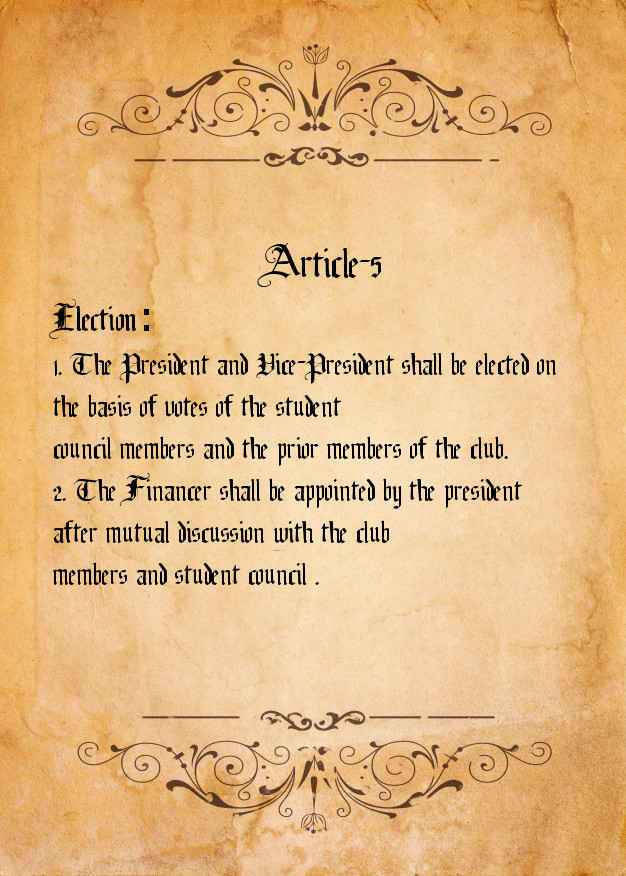 Article-5
Election:
1. The President and Vice-President shall be elected on
the basis of votes of the student
council members and the prior members of the club.
2. The Financer shall be appointed by the president
after mutual discussion with the club
members and student council .